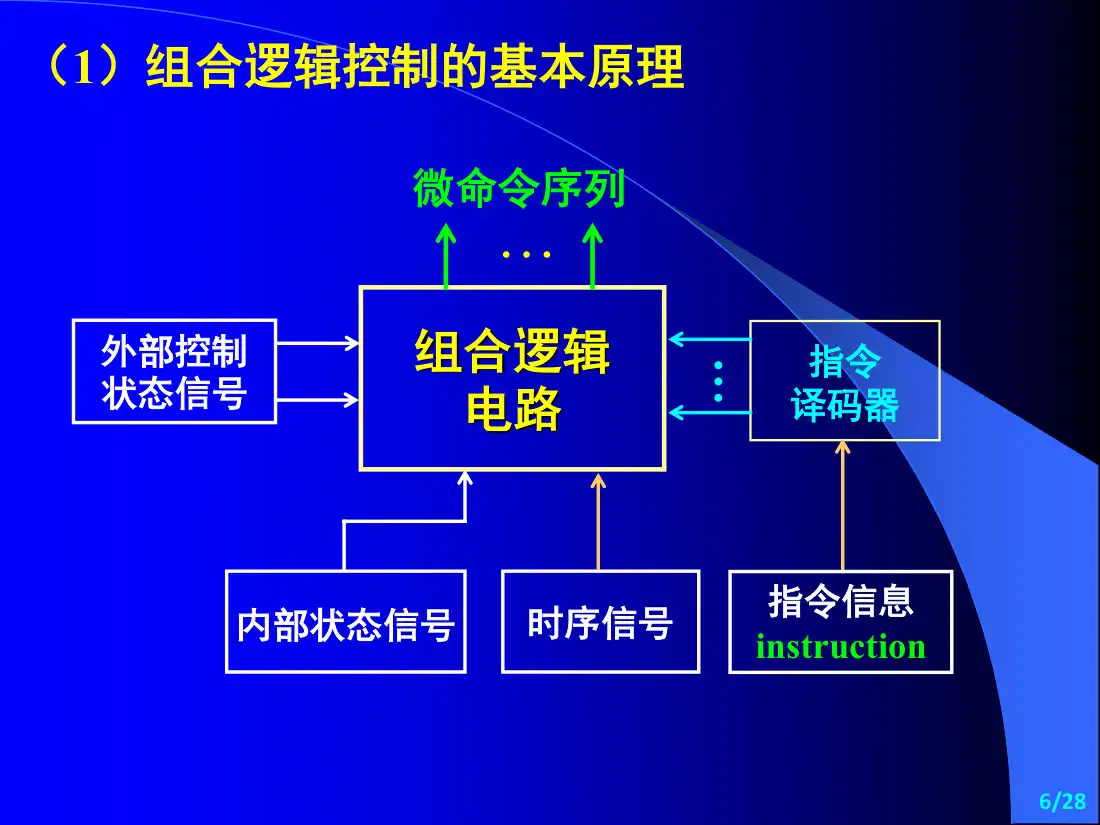 （1）组合逻辑控制的基本原理
微命令序列
···
外部控制
状态信号
组合逻辑
电路
指令
译码器
内部状态信号
时序信号
指令信息
instruction
6/28